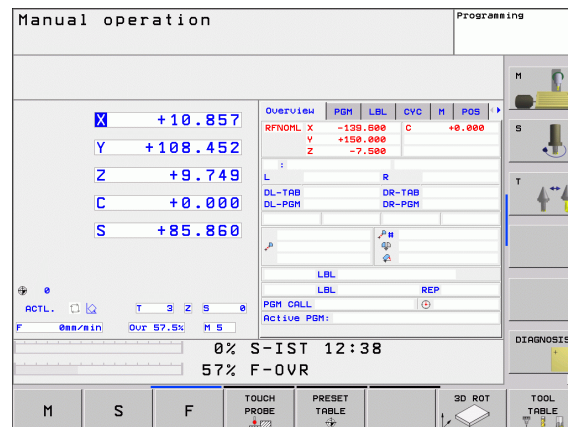 Manual operation
Programming
M
X +10.857
Y +108.452
Z +9.749
C +0.000
S +85.860
Overview PGM LBL CYC M POS
RFNOML X -139.600 C +0.000
Y +150.000
Z -7.500
:
L R
DL-TAB DR-TAB
DL-PGM DR-PGM
#
LBL
LBL REP
PGM CALL
Active PGM:
0
ACTL. T 3 Z S 0
F 0mm/min Ovr 57.5% M 5
0% S-IST 12:38
57% F-OVR
S
T
DIAGNOSIS
M
S
F
TOUCH PROBE
PRESET TABLE
3D ROT
TOOL TABLE